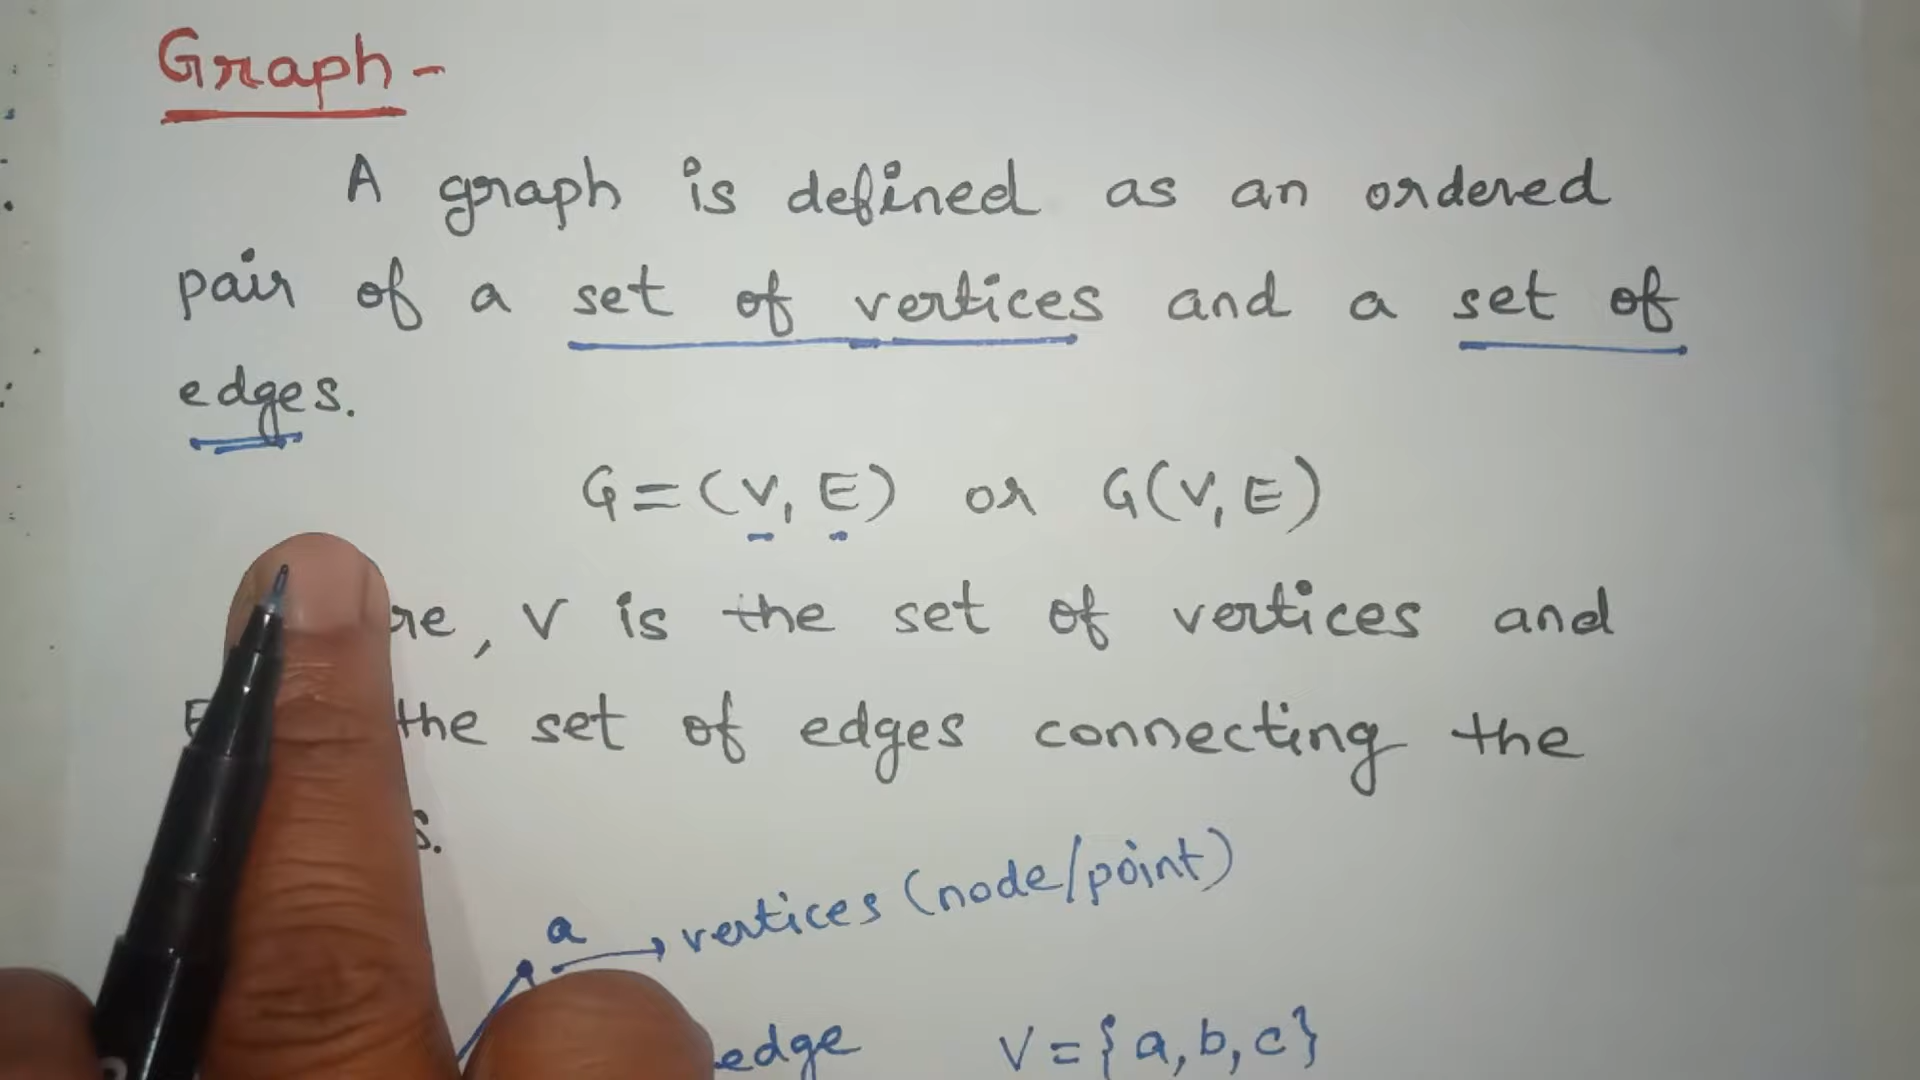 Graph -
A graph is defined as an ordered
pair of a set of vertices and a set of
edges.
G = (V, E) or G(V, E)
V is the set of vertices and
the set of edges connecting the
a → vertices (node/point)
edge V = {a, b, c}